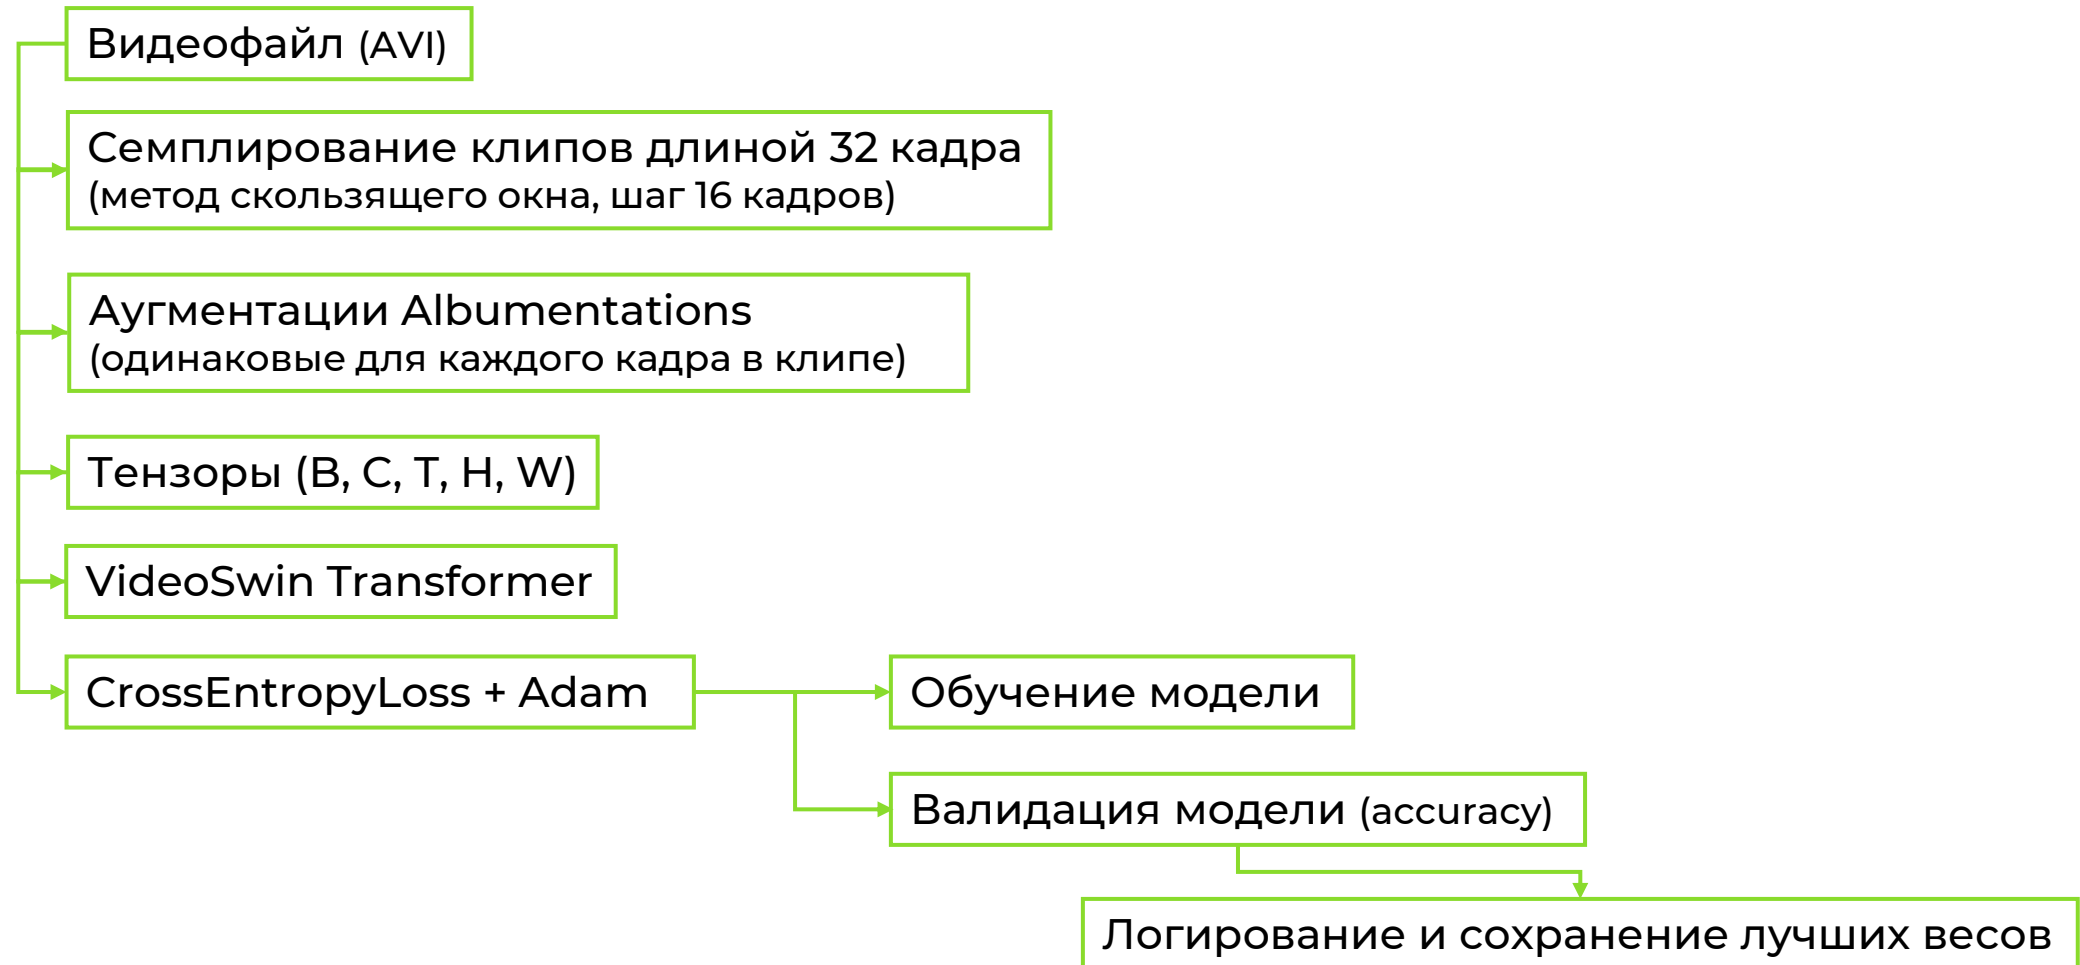 Видеофайл (AVI)
Семплирование клипов длиной 32 кадра
(метод скользящего окна, шаг 16 кадров)
Аугментации Albumentations
(одинаковые для каждого кадра в клипе)
Тензоры (B, C, T, H, W)
VideoSwin Transformer
CrossEntropyLoss + Adam
Обучение модели
Валидация модели (accuracy)
Логирование и сохранение лучших весов